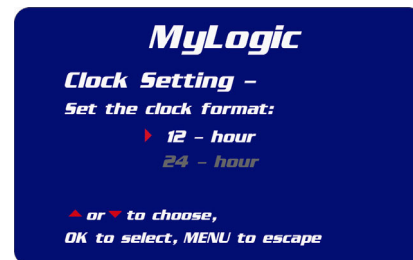 MyLogic
Clock Setting –
Set the clock format:
12 – hour
24 – hour
or to choose,
OK to select, MENU to escape